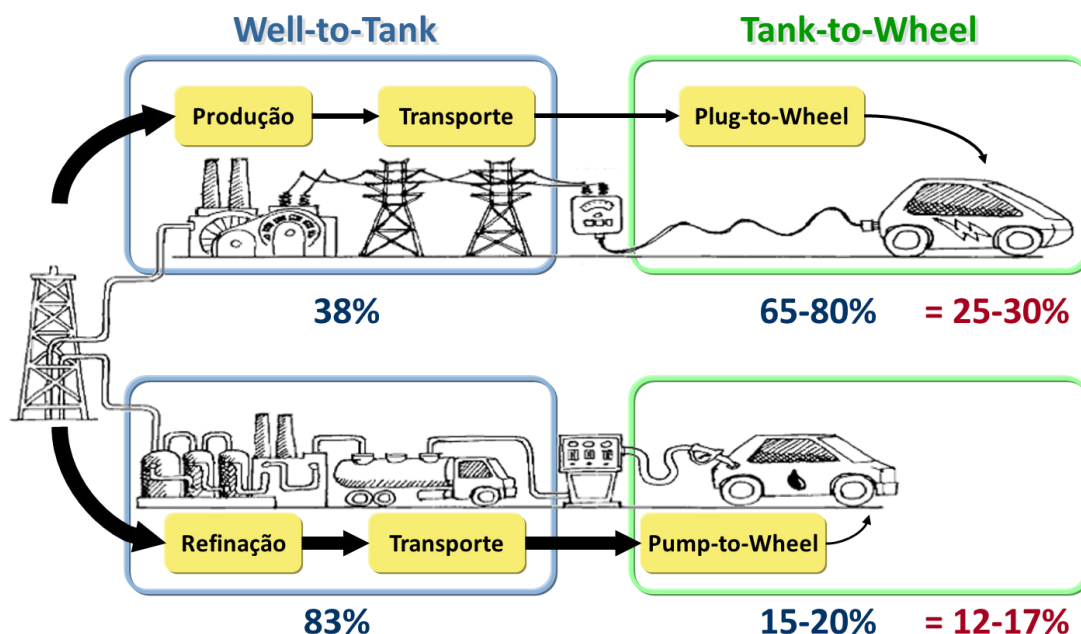 Well-to-Tank
Tank-to-Wheel
Produção
Transporte
Plug-to-Wheel
38%
65-80%
= 25-30%
Refinação
Transporte
Pump-to-Wheel
83%
15-20%
= 12-17%